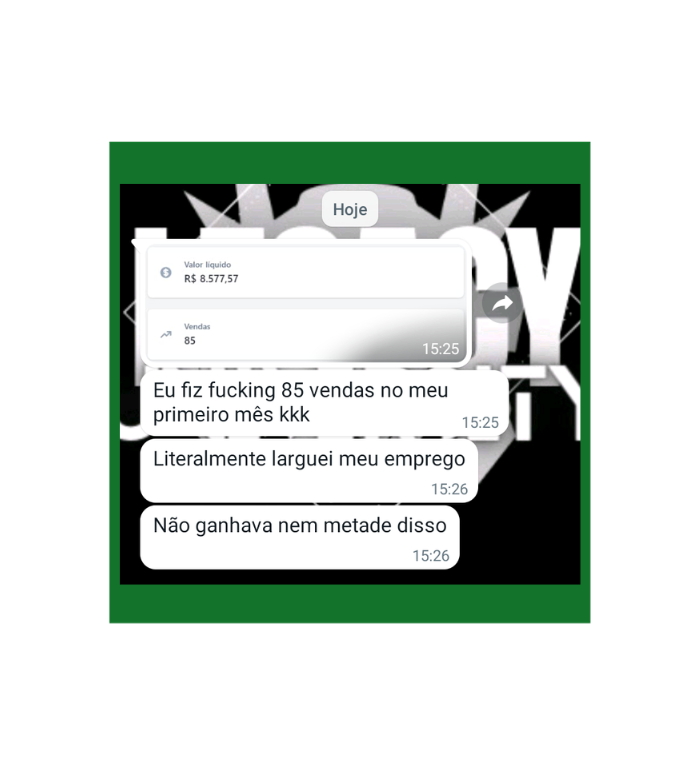 Hoje
Valor líquido
R$ 8.577,57
Vendas
85
15:25
Eu fiz fucking 85 vendas no meu
primeiro mês kkk
15:25
Literalmente larguei meu emprego
15:26
Não ganhava nem metade disso
15:26